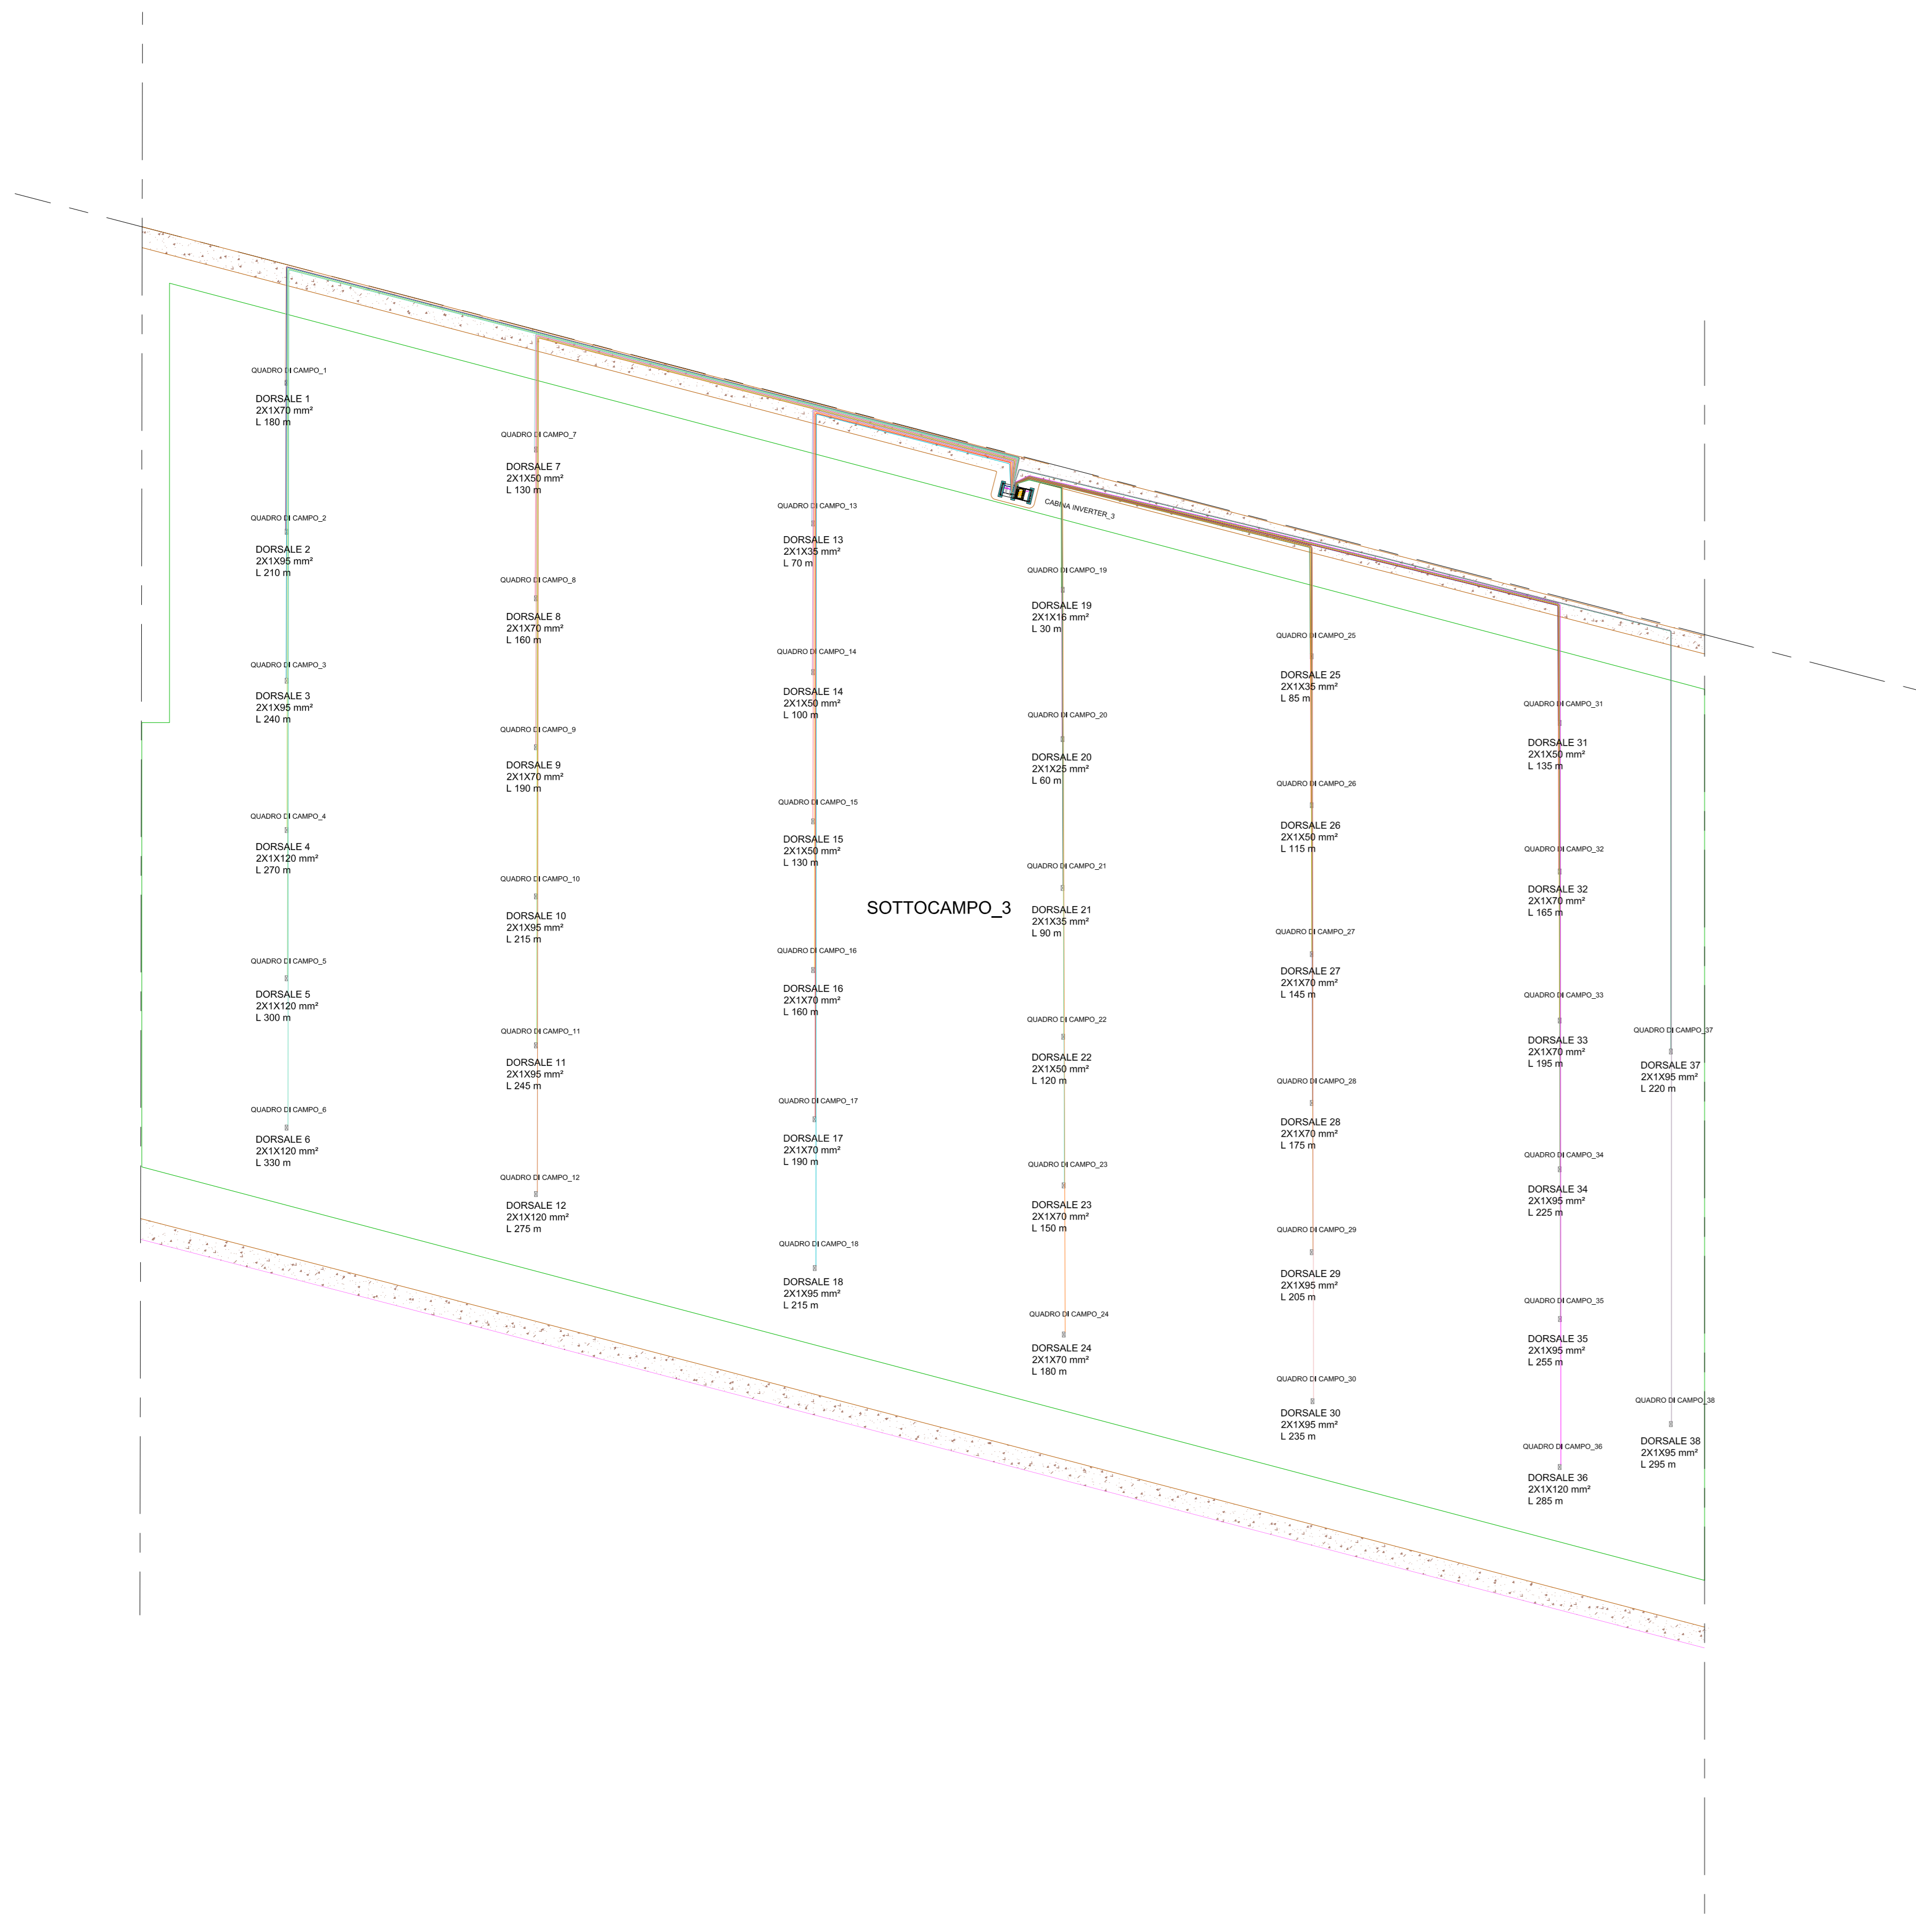 QUADRO DI CAMPO_1
DORSALE 1
2X1X70 mm²
L 180 m
QUADRO DI CAMPO_2
DORSALE 2
2X1X95 mm²
L 210 m
QUADRO DI CAMPO_3
DORSALE 3
2X1X95 mm²
L 240 m
QUADRO DI CAMPO_4
DORSALE 4
2X1X120 mm²
L 270 m
QUADRO DI CAMPO_5
DORSALE 5
2X1X120 mm²
L 300 m
QUADRO DI CAMPO_6
DORSALE 6
2X1X120 mm²
L 330 m
QUADRO DI CAMPO_7
DORSALE 7
2X1X50 mm²
L 130 m
QUADRO DI CAMPO_8
DORSALE 8
2X1X70 mm²
L 160 m
QUADRO DI CAMPO_9
DORSALE 9
2X1X70 mm²
L 190 m
QUADRO DI CAMPO_10
DORSALE 10
2X1X95 mm²
L 215 m
QUADRO DI CAMPO_11
DORSALE 11
2X1X95 mm²
L 245 m
QUADRO DI CAMPO_12
DORSALE 12
2X1X120 mm²
L 275 m
QUADRO DI CAMPO_13
DORSALE 13
2X1X35 mm²
L 70 m
QUADRO DI CAMPO_14
DORSALE 14
2X1X50 mm²
L 100 m
QUADRO DI CAMPO_15
DORSALE 15
2X1X50 mm²
L 130 m
QUADRO DI CAMPO_16
DORSALE 16
2X1X70 mm²
L 160 m
QUADRO DI CAMPO_17
DORSALE 17
2X1X70 mm²
L 190 m
QUADRO DI CAMPO_18
DORSALE 18
2X1X95 mm²
L 215 m
SOTTOCAMPO_3
CABINA INVERTER_3
QUADRO DI CAMPO_19
DORSALE 19
2X1X16 mm²
L 30 m
QUADRO DI CAMPO_20
DORSALE 20
2X1X25 mm²
L 60 m
QUADRO DI CAMPO_21
DORSALE 21
2X1X35 mm²
L 90 m
QUADRO DI CAMPO_22
DORSALE 22
2X1X50 mm²
L 120 m
QUADRO DI CAMPO_23
DORSALE 23
2X1X70 mm²
L 150 m
QUADRO DI CAMPO_24
DORSALE 24
2X1X70 mm²
L 180 m
QUADRO DI CAMPO_25
DORSALE 25
2X1X35 mm²
L 85 m
QUADRO DI CAMPO_26
DORSALE 26
2X1X50 mm²
L 115 m
QUADRO DI CAMPO_27
DORSALE 27
2X1X70 mm²
L 145 m
QUADRO DI CAMPO_28
DORSALE 28
2X1X70 mm²
L 175 m
QUADRO DI CAMPO_29
DORSALE 29
2X1X95 mm²
L 205 m
QUADRO DI CAMPO_30
DORSALE 30
2X1X95 mm²
L 235 m
QUADRO DI CAMPO_31
DORSALE 31
2X1X50 mm²
L 135 m
QUADRO DI CAMPO_32
DORSALE 32
2X1X70 mm²
L 165 m
QUADRO DI CAMPO_33
DORSALE 33
2X1X70 mm²
L 195 m
QUADRO DI CAMPO_34
DORSALE 34
2X1X95 mm²
L 225 m
QUADRO DI CAMPO_35
DORSALE 35
2X1X95 mm²
L 255 m
QUADRO DI CAMPO_36
DORSALE 36
2X1X120 mm²
L 285 m
QUADRO DI CAMPO_37
DORSALE 37
2X1X95 mm²
L 220 m
QUADRO DI CAMPO_38
DORSALE 38
2X1X95 mm²
L 295 m